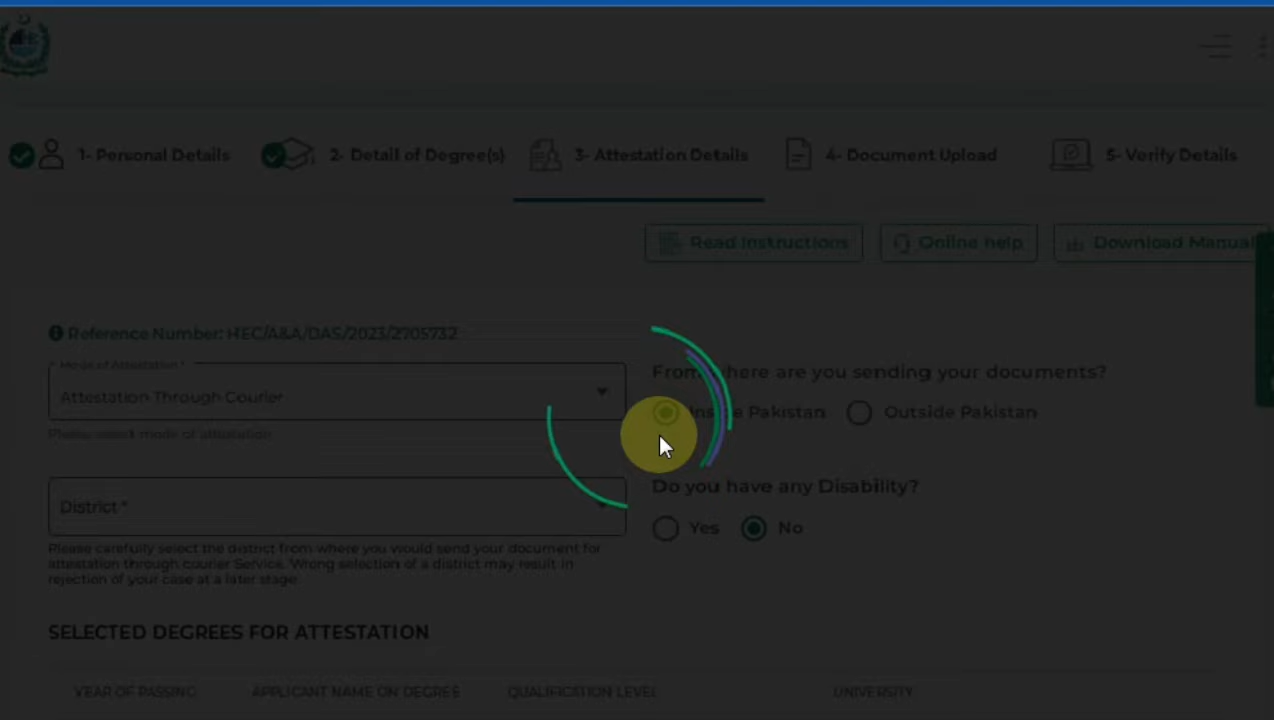 1- Personal Details
2- Detail of Degree(s)
3- Attestation Details
4- Document Upload
5- Verify Details
Read Instructions
Online help
Download Manual
Reference Number: HEC/A&A/DAS/2023/2705732
Mode of Attestation *
Attestation Through Courier
Please select mode of attestation
From where are you sending your documents?
Inside Pakistan
Outside Pakistan
District *
Please carefully select the district from where you would send your document for
attestation through courier Service. Wrong selection of a district may result in
rejection of your case at a later stage
Do you have any Disability?
Yes
No
SELECTED DEGREES FOR ATTESTATION
YEAR OF PASSING
APPLICANT NAME ON DEGREE
QUALIFICATION LEVEL
UNIVERSITY